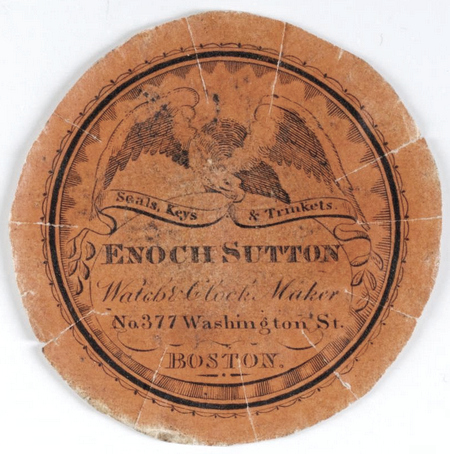 Seals, Keys & Trinkets.
ENOCH SUTTON
Watch & Clock Maker
No. 377 Washington St.
BOSTON.